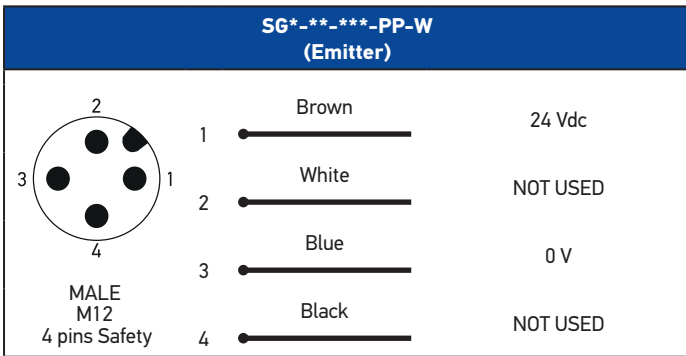 SG*-**-***-PP-W
(Emitter)
2
3
1
4
MALE
M12
4 pins Safety
1 Brown 24 Vdc
2 White NOT USED
3 Blue 0 V
4 Black NOT USED